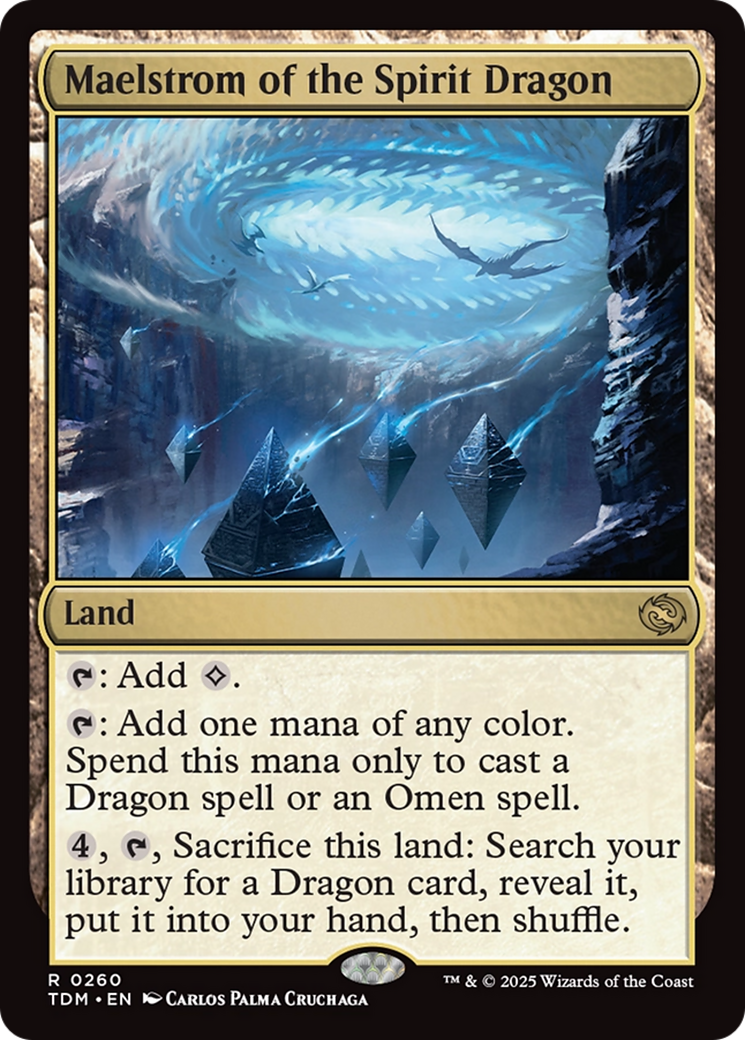 Maelstrom of the Spirit Dragon
Land
: Add .
: Add one mana of any color.
Spend this mana only to cast a
Dragon spell or an Omen spell.
4, , Sacrifice this land: Search your
library for a Dragon card, reveal it,
put it into your hand, then shuffle.
R 0260
™ & © 2025 Wizards of the Coast
TDM • EN Carlos Palma Cruchaga